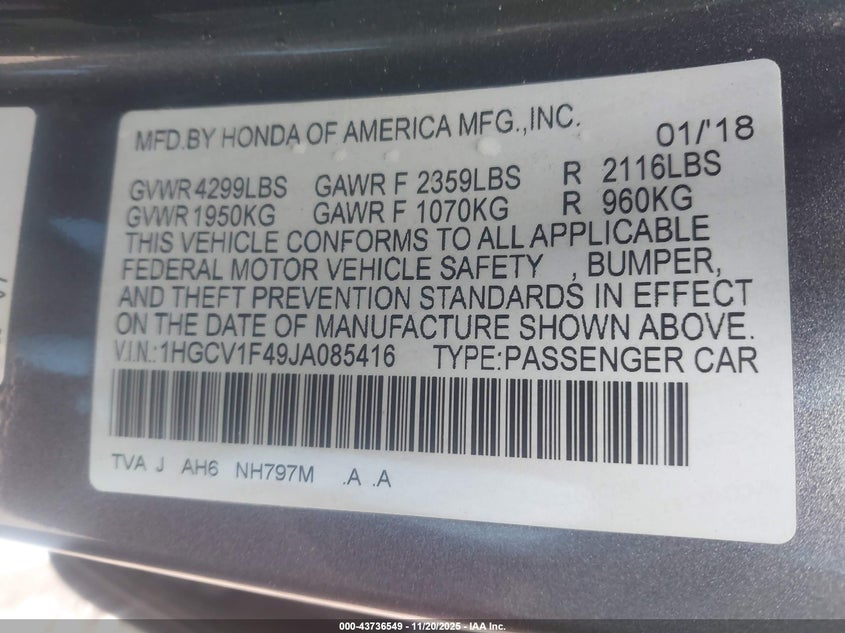 MFD.BY HONDA OF AMERICA MFG.,INC. 01/'18
GVWR 4299LBS GAWR F 2359LBS R 2116LBS
GVWR 1950KG GAWR F 1070KG R 960KG
THIS VEHICLE CONFORMS TO ALL APPLICABLE
FEDERAL MOTOR VEHICLE SAFETY , BUMPER,
AND THEFT PREVENTION STANDARDS IN EFFECT
ON THE DATE OF MANUFACTURE SHOWN ABOVE.
V.I.N.:1HGCV1F49JA085416 TYPE:PASSENGER CAR
TVA J AH6 NH797M .A .A
000-43736549 - 11/20/2025 - IAA Inc.